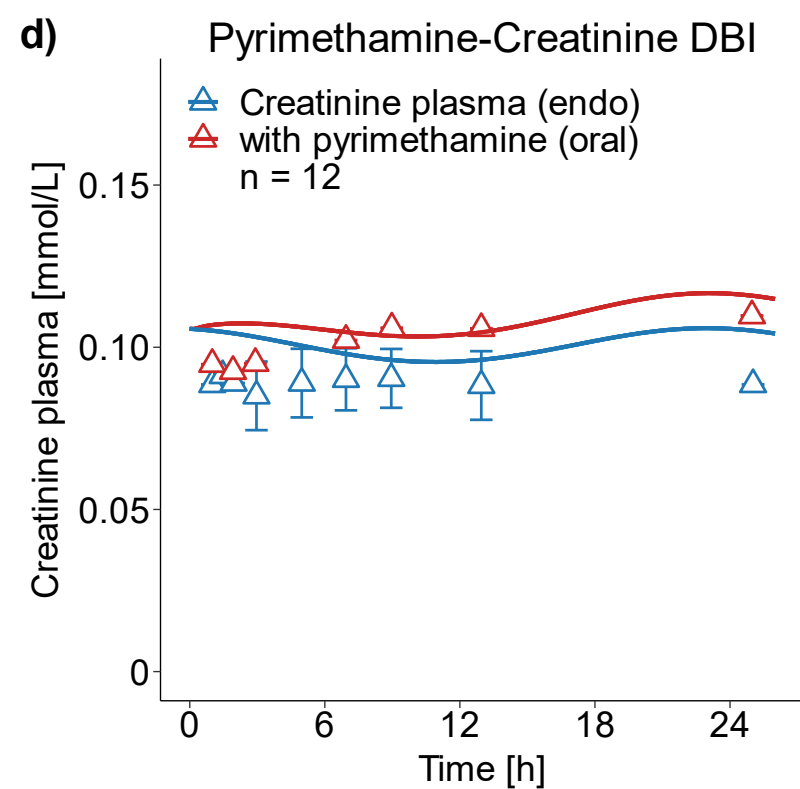 d)
Pyrimethamine-Creatinine DBI
Creatinine plasma (endo)
with pyrimethamine (oral)
n = 12
Creatinine plasma [mmol/L]
0.15
0.10
0.05
0
0 6 12 18 24
Time [h]